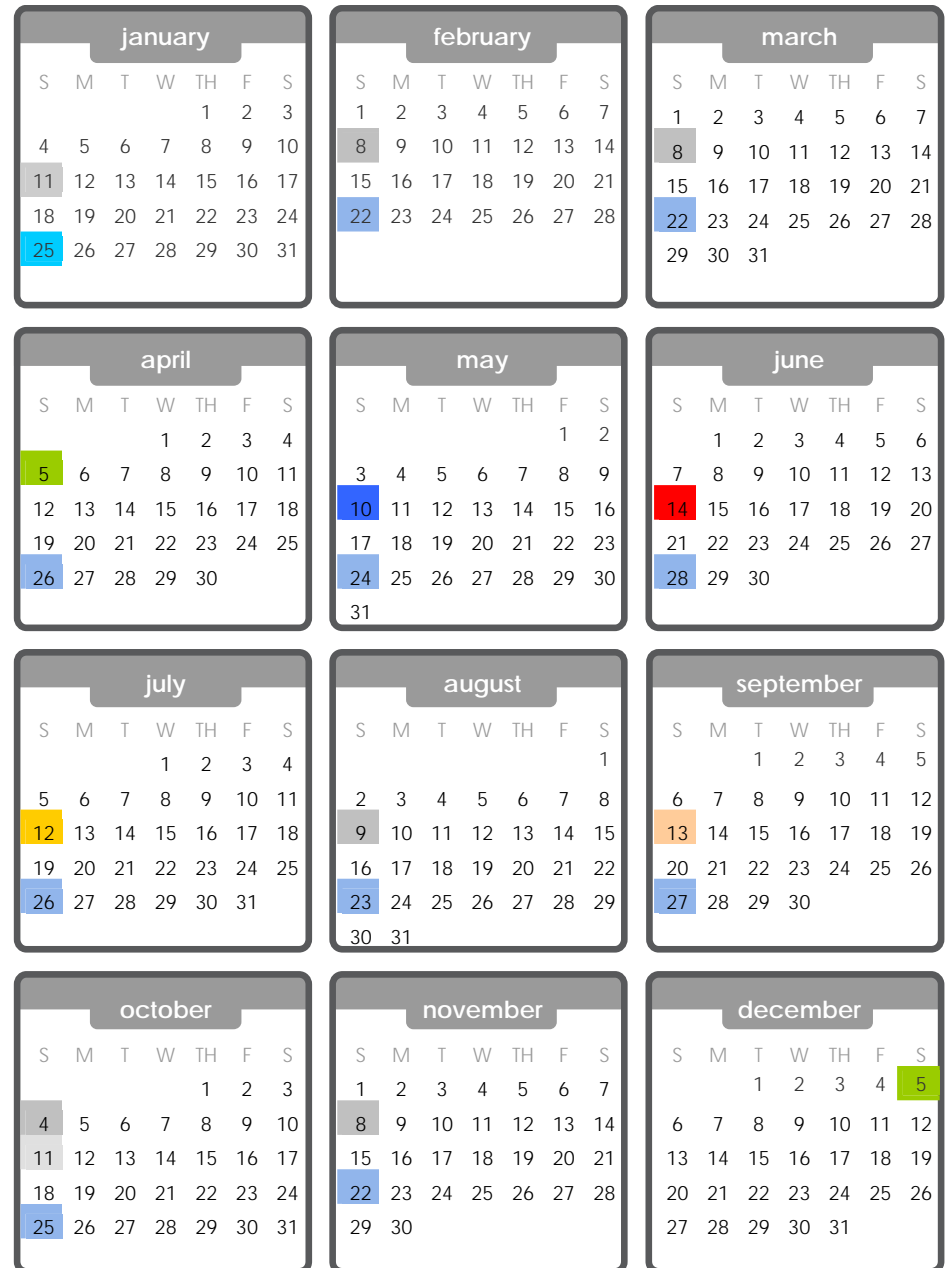 january
S M T W TH F S
1 2 3
4 5 6 7 8 9 10
11 12 13 14 15 16 17
18 19 20 21 22 23 24
25 26 27 28 29 30 31
february
S M T W TH F S
1 2 3 4 5 6 7
8 9 10 11 12 13 14
15 16 17 18 19 20 21
22 23 24 25 26 27 28
march
S M T W TH F S
1 2 3 4 5 6 7
8 9 10 11 12 13 14
15 16 17 18 19 20 21
22 23 24 25 26 27 28
29 30 31
april
S M T W TH F S
1 2 3 4
5 6 7 8 9 10 11
12 13 14 15 16 17 18
19 20 21 22 23 24 25
26 27 28 29 30
may
S M T W TH F S
1 2
3 4 5 6 7 8 9
10 11 12 13 14 15 16
17 18 19 20 21 22 23
24 25 26 27 28 29 30
31
june
S M T W TH F S
1 2 3 4 5 6
7 8 9 10 11 12 13
14 15 16 17 18 19 20
21 22 23 24 25 26 27
28 29 30
july
S M T W TH F S
1 2 3 4
5 6 7 8 9 10 11
12 13 14 15 16 17 18
19 20 21 22 23 24 25
26 27 28 29 30 31
august
S M T W TH F S
1
2 3 4 5 6 7 8
9 10 11 12 13 14 15
16 17 18 19 20 21 22
23 24 25 26 27 28 29
30 31
september
S M T W TH F S
1 2 3 4 5
6 7 8 9 10 11 12
13 14 15 16 17 18 19
20 21 22 23 24 25 26
27 28 29 30
october
S M T W TH F S
1 2 3
4 5 6 7 8 9 10
11 12 13 14 15 16 17
18 19 20 21 22 23 24
25 26 27 28 29 30 31
november
S M T W TH F S
1 2 3 4 5 6 7
8 9 10 11 12 13 14
15 16 17 18 19 20 21
22 23 24 25 26 27 28
29 30
december
S M T W TH F S
1 2 3 4 5
6 7 8 9 10 11 12
13 14 15 16 17 18 19
20 21 22 23 24 25 26
27 28 29 30 31